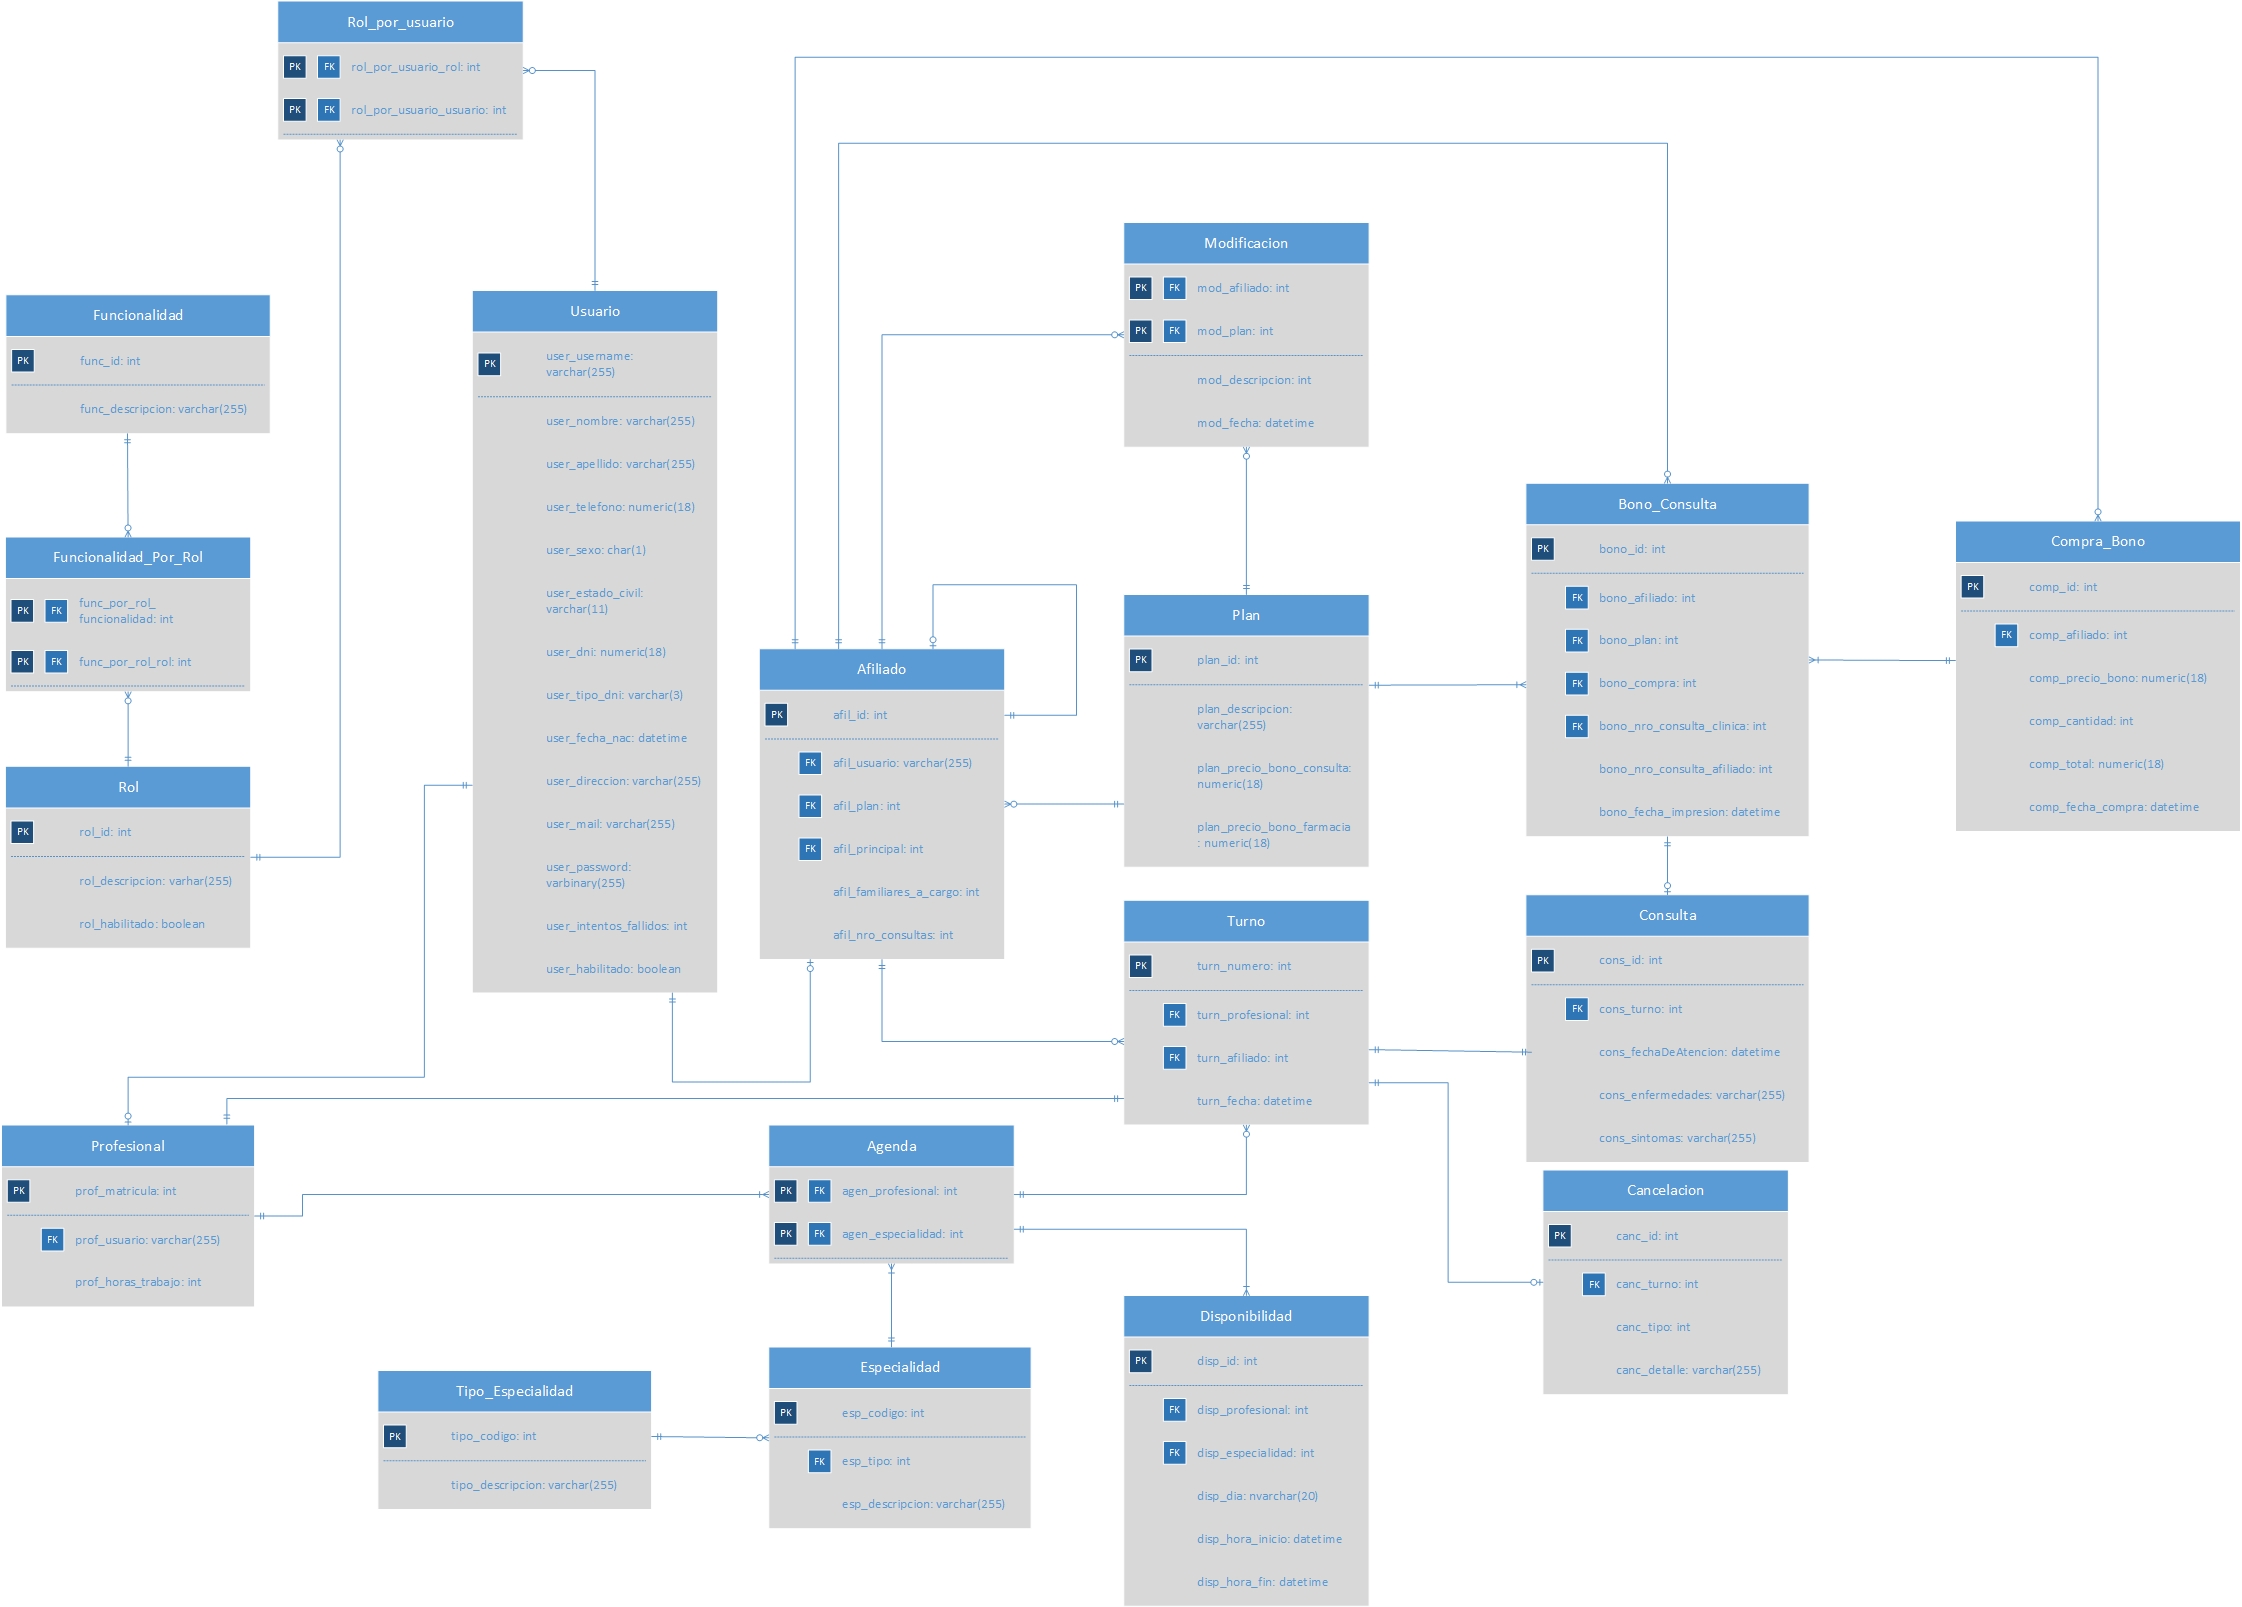 Rol_por_usuario
PK FK rol_por_usuario_rol: int
PK FK rol_por_usuario_usuario: int
Funcionalidad
PK func_id: int
func_descripcion: varchar(255)
Funcionalidad_Por_Rol
PK FK func_por_rol_
funcionalidad: int
PK FK func_por_rol_rol: int
Rol
PK rol_id: int
rol_descripcion: varhar(255)
rol_habilitado: boolean
Usuario
PK user_username:
varchar(255)
user_nombre: varchar(255)
user_apellido: varchar(255)
user_telefono: numeric(18)
user_sexo: char(1)
user_estado_civil:
varchar(11)
user_dni: numeric(18)
user_tipo_dni: varchar(3)
user_fecha_nac: datetime
user_direccion: varchar(255)
user_mail: varchar(255)
user_password:
varbinary(255)
user_intentos_fallidos: int
user_habilitado: boolean
Afiliado
PK afil_id: int
FK afil_usuario: varchar(255)
FK afil_plan: int
FK afil_principal: int
afil_familiares_a_cargo: int
afil_nro_consultas: int
Modificacion
PK FK mod_afiliado: int
PK FK mod_plan: int
mod_descripcion: int
mod_fecha: datetime
Plan
PK plan_id: int
plan_descripcion:
varchar(255)
plan_precio_bono_consulta:
numeric(18)
plan_precio_bono_farmacia
: numeric(18)
Bono_Consulta
PK bono_id: int
FK bono_afiliado: int
FK bono_plan: int
FK bono_compra: int
FK bono_nro_consulta_clinica: int
bono_nro_consulta_afiliado: int
bono_fecha_impresion: datetime
Compra_Bono
PK comp_id: int
FK comp_afiliado: int
comp_precio_bono: numeric(18)
comp_cantidad: int
comp_total: numeric(18)
comp_fecha_compra: datetime
Turno
PK turn_numero: int
FK turn_profesional: int
FK turn_afiliado: int
turn_fecha: datetime
Consulta
PK cons_id: int
FK cons_turno: int
cons_fechaDeAtencion: datetime
cons_enfermedades: varchar(255)
cons_sintomas: varchar(255)
Profesional
PK prof_matricula: int
FK prof_usuario: varchar(255)
prof_horas_trabajo: int
Agenda
PK FK agen_profesional: int
PK FK agen_especialidad: int
Cancelacion
PK canc_id: int
FK canc_turno: int
canc_tipo: int
canc_detalle: varchar(255)
Tipo_Especialidad
PK tipo_codigo: int
tipo_descripcion: varchar(255)
Especialidad
PK esp_codigo: int
FK esp_tipo: int
esp_descripcion: varchar(255)
Disponibilidad
PK disp_id: int
FK disp_profesional: int
FK disp_especialidad: int
disp_dia: nvarchar(20)
disp_hora_inicio: datetime
disp_hora_fin: datetime